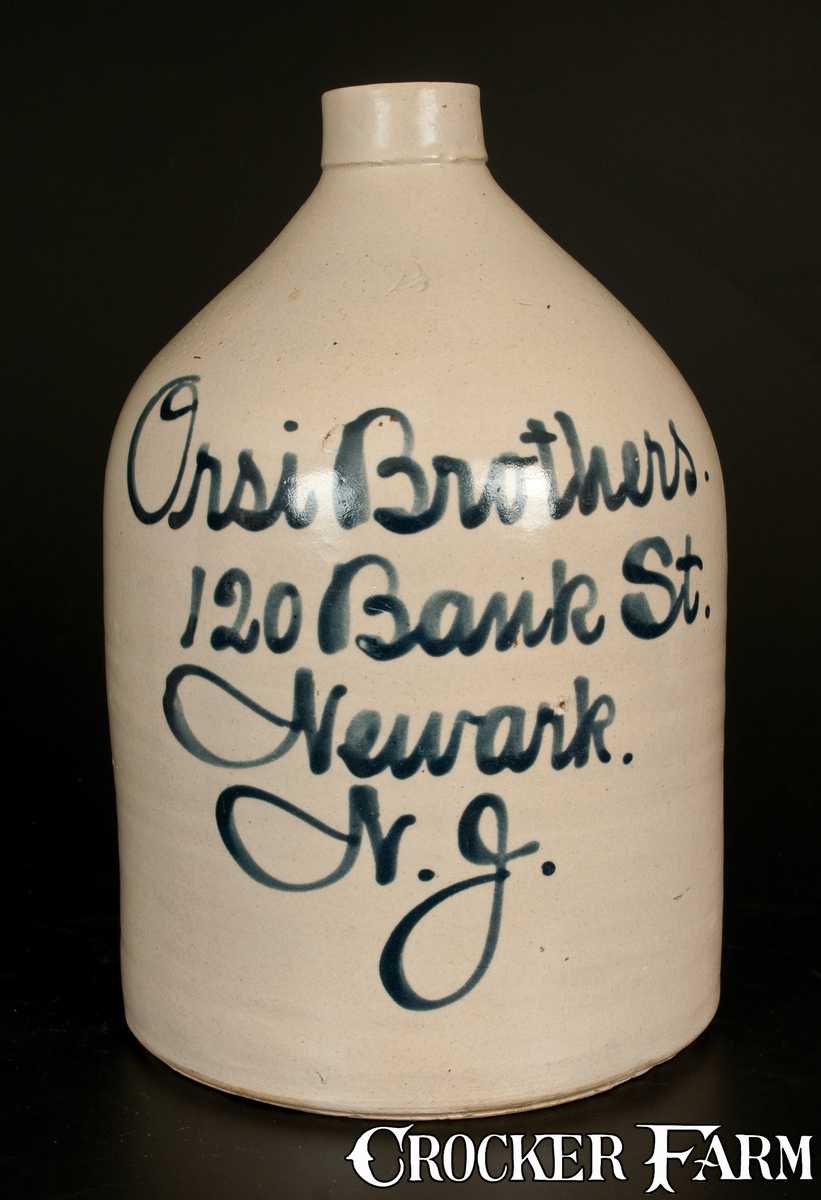 Orsi Brothers.
120 Bank St.
Newark.
N. J.
CROCKER FARM